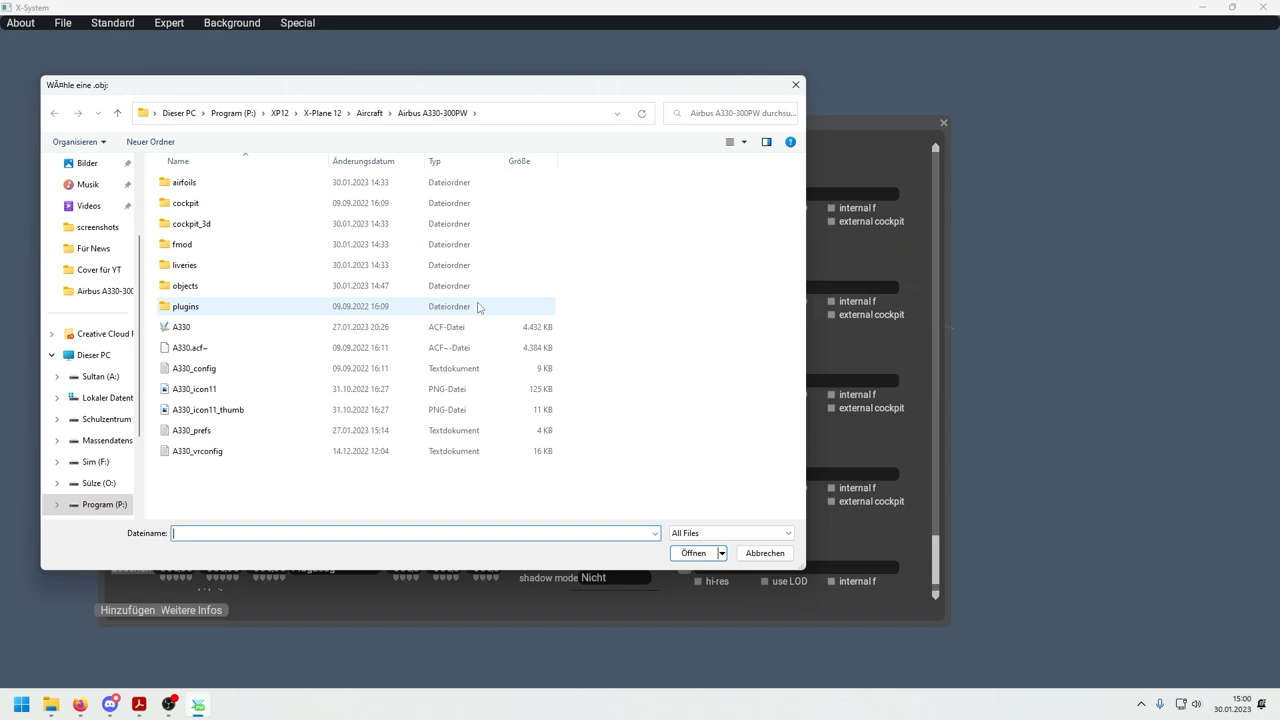 X-System
About File Standard Expert Background Special
WÃ¤hle eine .obj:
Dieser PC Program (P:) XP12 X-Plane 12 Aircraft Airbus A330-300PW
Airbus A330-300PW durchsu...
Organisieren Neuer Ordner
Bilder
Musik
Videos
screenshots
Für News
Cover für YT
Airbus A330-300
Creative Cloud F
Dieser PC
Sultan (A:)
Lokaler Datent
Schulzentrum
Massendatens
Sim (F:)
Sülze (O:)
Program (P:)
Name Änderungsdatum Typ Größe
airfoils 30.01.2023 14:33 Dateiordner
cockpit 09.09.2022 16:09 Dateiordner
cockpit_3d 30.01.2023 14:33 Dateiordner
fmod 30.01.2023 14:33 Dateiordner
liveries 30.01.2023 14:33 Dateiordner
objects 30.01.2023 14:47 Dateiordner
plugins 09.09.2022 16:09 Dateiordner
A330 27.01.2023 20:26 ACF-Datei 4.432 KB
A330.acf~ 09.09.2022 16:11 ACF~-Datei 4.384 KB
A330_config 09.09.2022 16:11 Textdokument 9 KB
A330_icon11 31.10.2022 16:27 PNG-Datei 125 KB
A330_icon11_thumb 31.10.2022 16:27 PNG-Datei 11 KB
A330_prefs 27.01.2023 15:14 Textdokument 4 KB
A330_vrconfig 14.12.2022 12:04 Textdokument 16 KB
Dateiname: All Files
Öffnen Abbrechen
internal f
external cockpit
internal f
external cockpit
internal f
external cockpit
internal f
external cockpit
shadow mode Nicht hi-res use LOD internal f
Hinzufügen Weitere Infos
15:00
30.01.2023